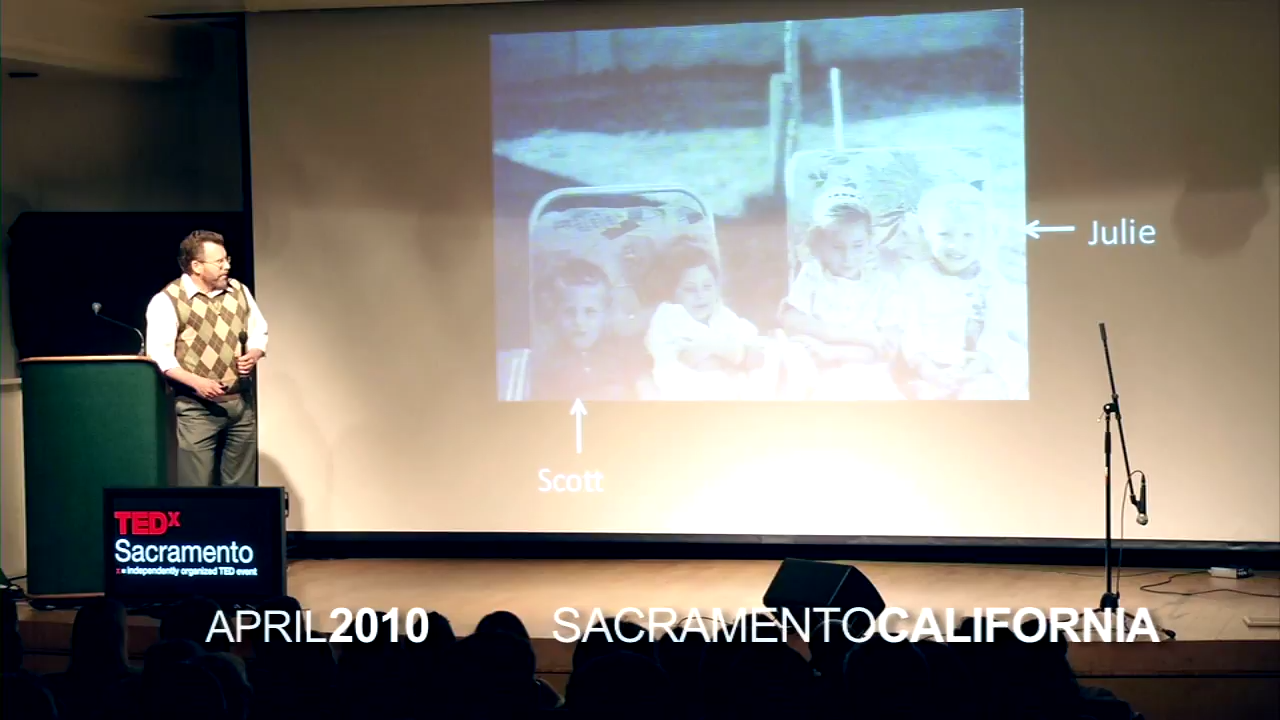 Julie
Scott
TEDx
Sacramento
x = independently organized TED event
APRIL2010
SACRAMENTOCALIFORNIA